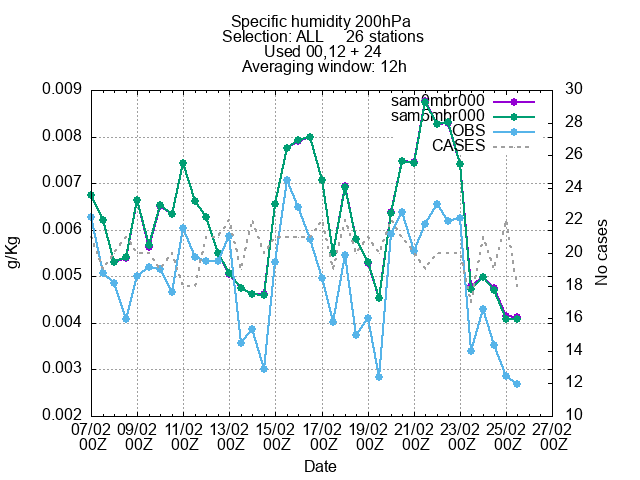 Specific humidity 200hPa
Selection: ALL     26 stations
Used 00,12 + 24
Averaging window: 12h
g/Kg
0.009
0.008
0.007
0.006
0.005
0.004
0.003
0.002
30
28
26
24
22
20
18
16
14
12
10
No cases
sam0mbr000
sam6mbr000
OBS
CASES
07/02 09/02 11/02 13/02 15/02 17/02 19/02 21/02 23/02 25/02 27/02
00Z 00Z 00Z 00Z 00Z 00Z 00Z 00Z 00Z 00Z 00Z
Date